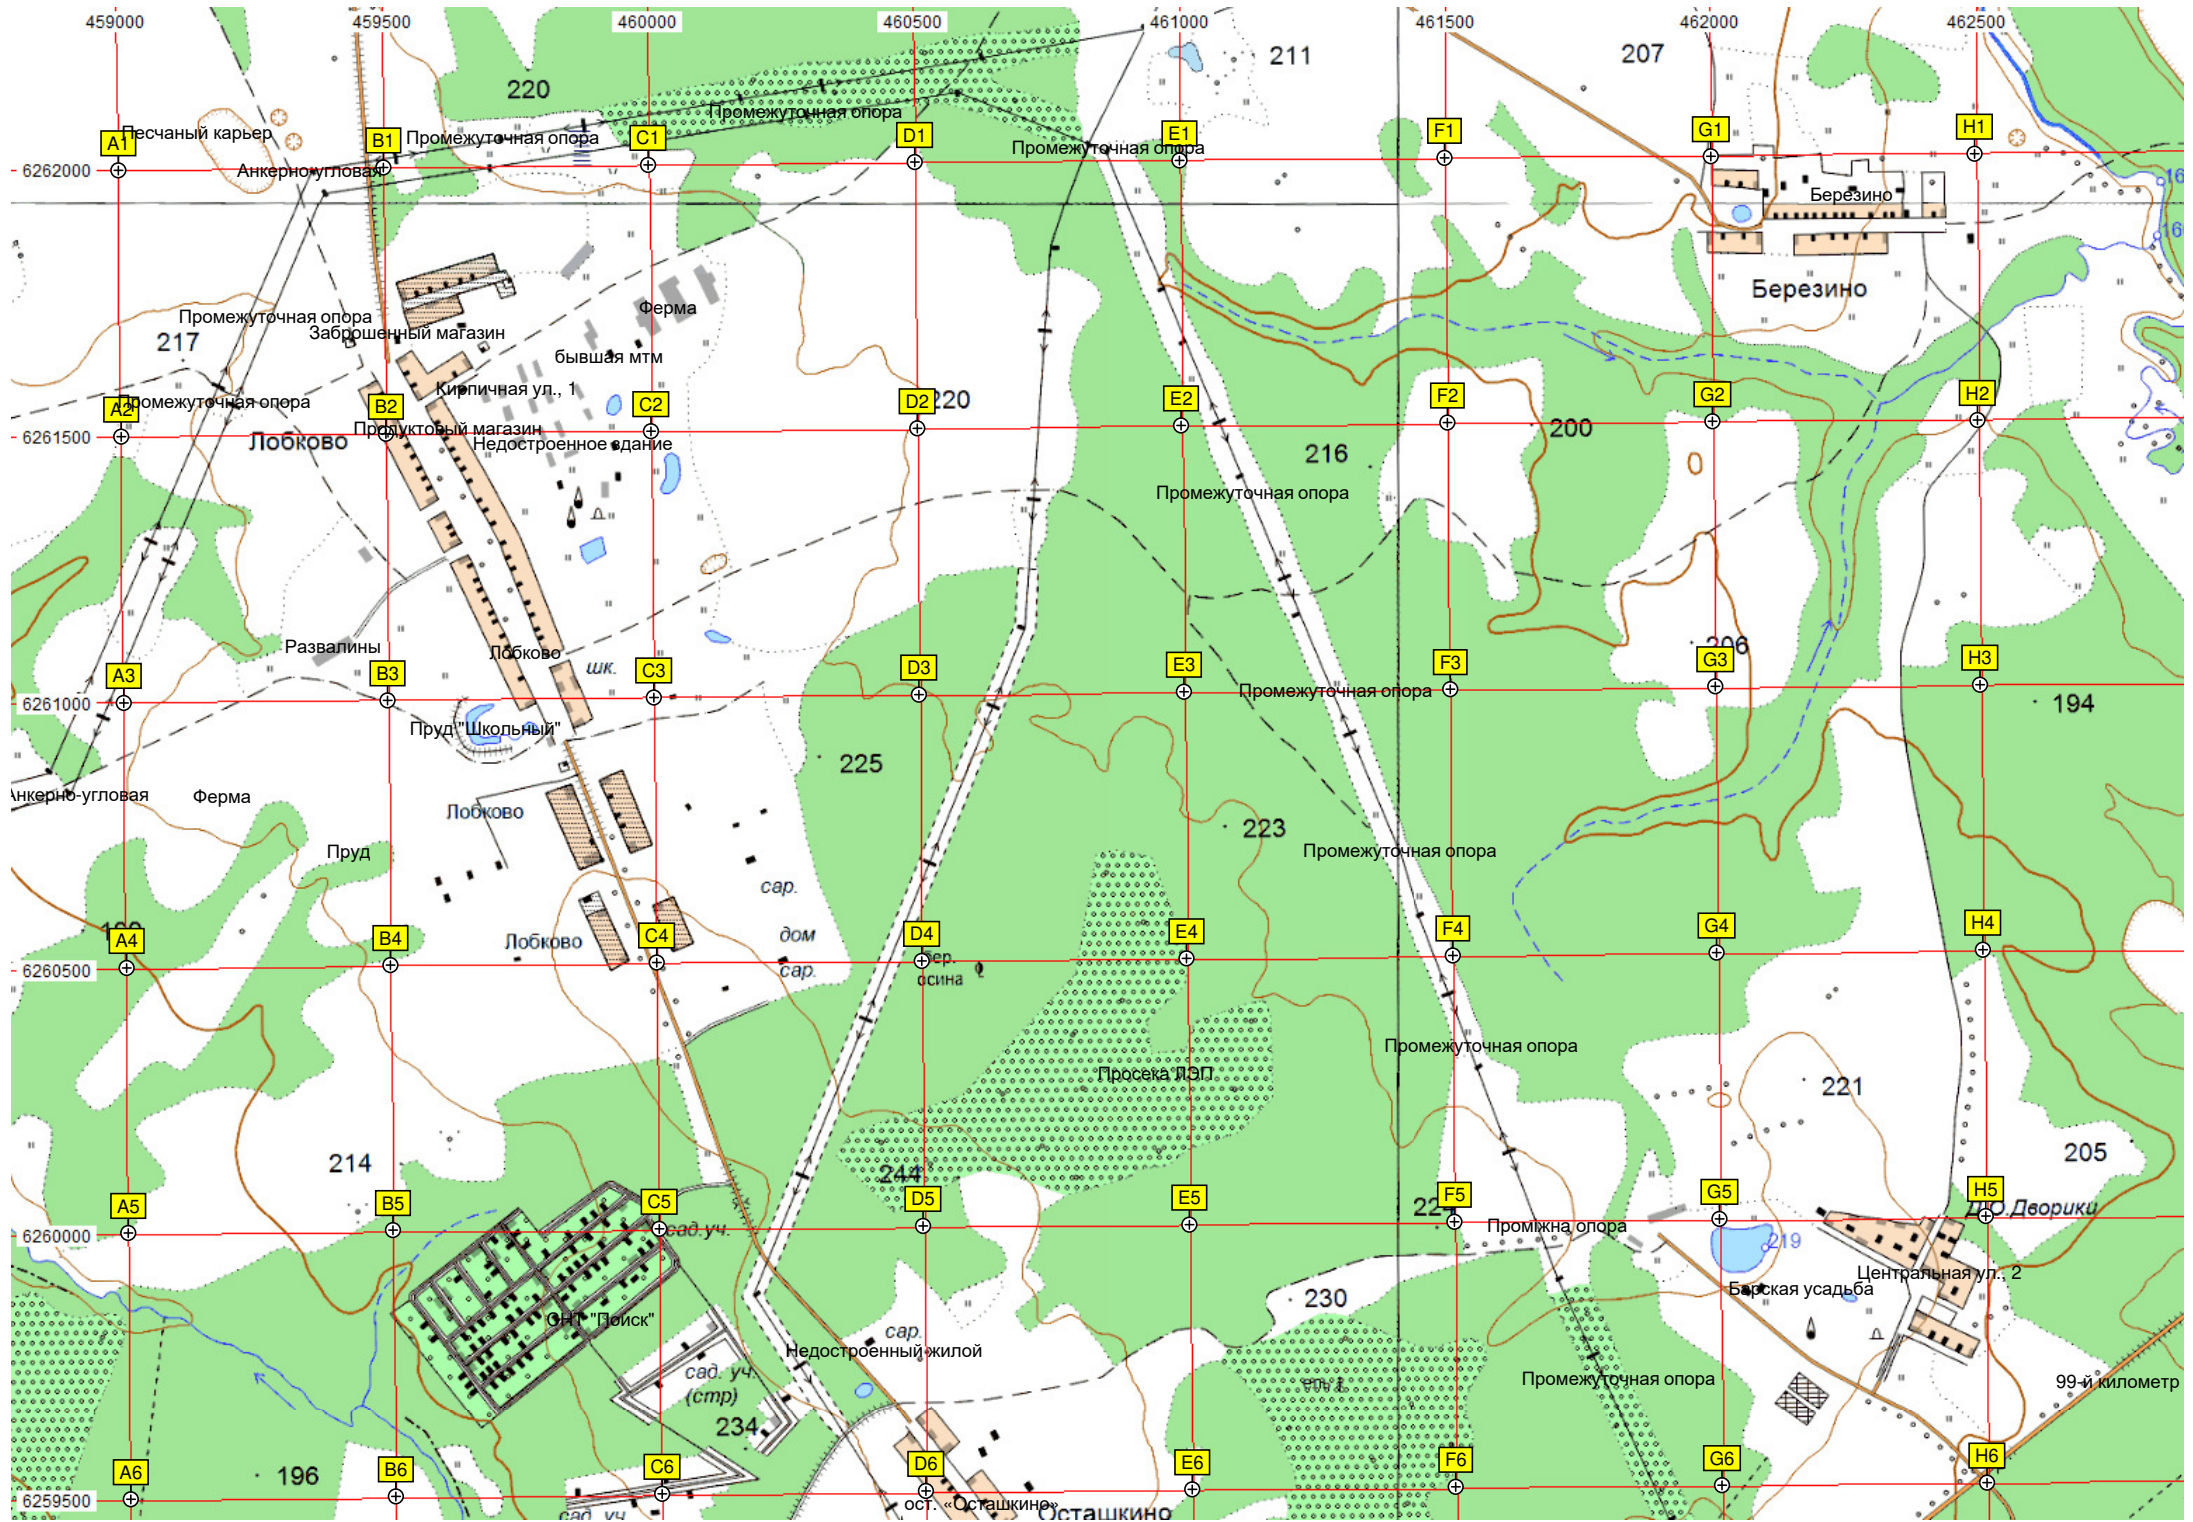 459000 459500 460000 460500 461000 461500 462000 462500
211
207
220
Промежуточная опора
A1 Песчаный карьер
B1 Промежуточная опора
C1
D1
Промежуточная опора
E1
F1
G1
H1
6262000
Анкерно-угловая
Березино
Березино
Ферма
Промежуточная опора
Заброшенный магазин
217
бывшая мтм
Кирпичная ул., 1
A2 Промежуточная опора
B2
C2
D2
220
E2
F2
G2
H2
200
6261500
Лобково
Продуктовый магазин
Недостроенное здание
216
Промежуточная опора
Развалины
Лобково
шк.
206
A3
B3
C3
D3
E3
F3
G3
H3
Промежуточная опора
6261000
194
Пруд "Школьный"
225
Анкерно-угловая
Ферма
Лобково
223
Пруд
Промежуточная опора
сар.
A4
B4
Лобково
C4
дом
D4
E4
F4
G4
H4
6260500
сар.
бер.
осина
Промежуточная опора
Просека ЛЭП
221
214
244
205
A5
B5
C5
D5
E5
F5
G5
H5
6260000
сад.уч.
Проміжна опора
Д.О.Дворики
219
Центральная ул., 2
Барская усадьба
230
СНТ "Поиск"
сар.
Недостроенный жилой
сад. уч.
(стр)
Промежуточная опора
99-й километр
234
196
A6
B6
C6
D6
E6
F6
G6
H6
6259500
ост. «Осташкино»
Осташкино
сад. уч.